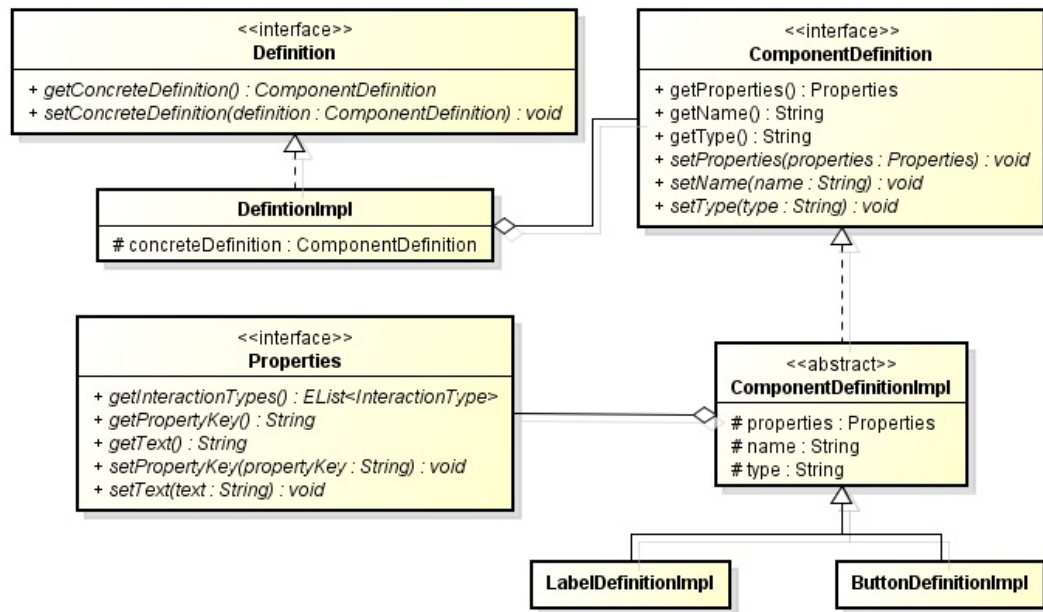 <<interface>>
Definition
+ getConcreteDefinition() : ComponentDefinition
+ setConcreteDefinition(definition : ComponentDefinition) : void
<<interface>>
ComponentDefinition
+ getProperties() : Properties
+ getName() : String
+ getType() : String
+ setProperties(properties : Properties) : void
+ setName(name : String) : void
+ setType(type : String) : void
DefintionImpl
# concreteDefinition : ComponentDefinition
<<interface>>
Properties
+ getInteractionTypes() : EList<InteractionType>
+ getPropertyKey() : String
+ getText() : String
+ setPropertyKey(propertyKey : String) : void
+ setText(text : String) : void
<<abstract>>
ComponentDefinitionImpl
# properties : Properties
# name : String
# type : String
LabelDefinitionImpl
ButtonDefinitionImpl